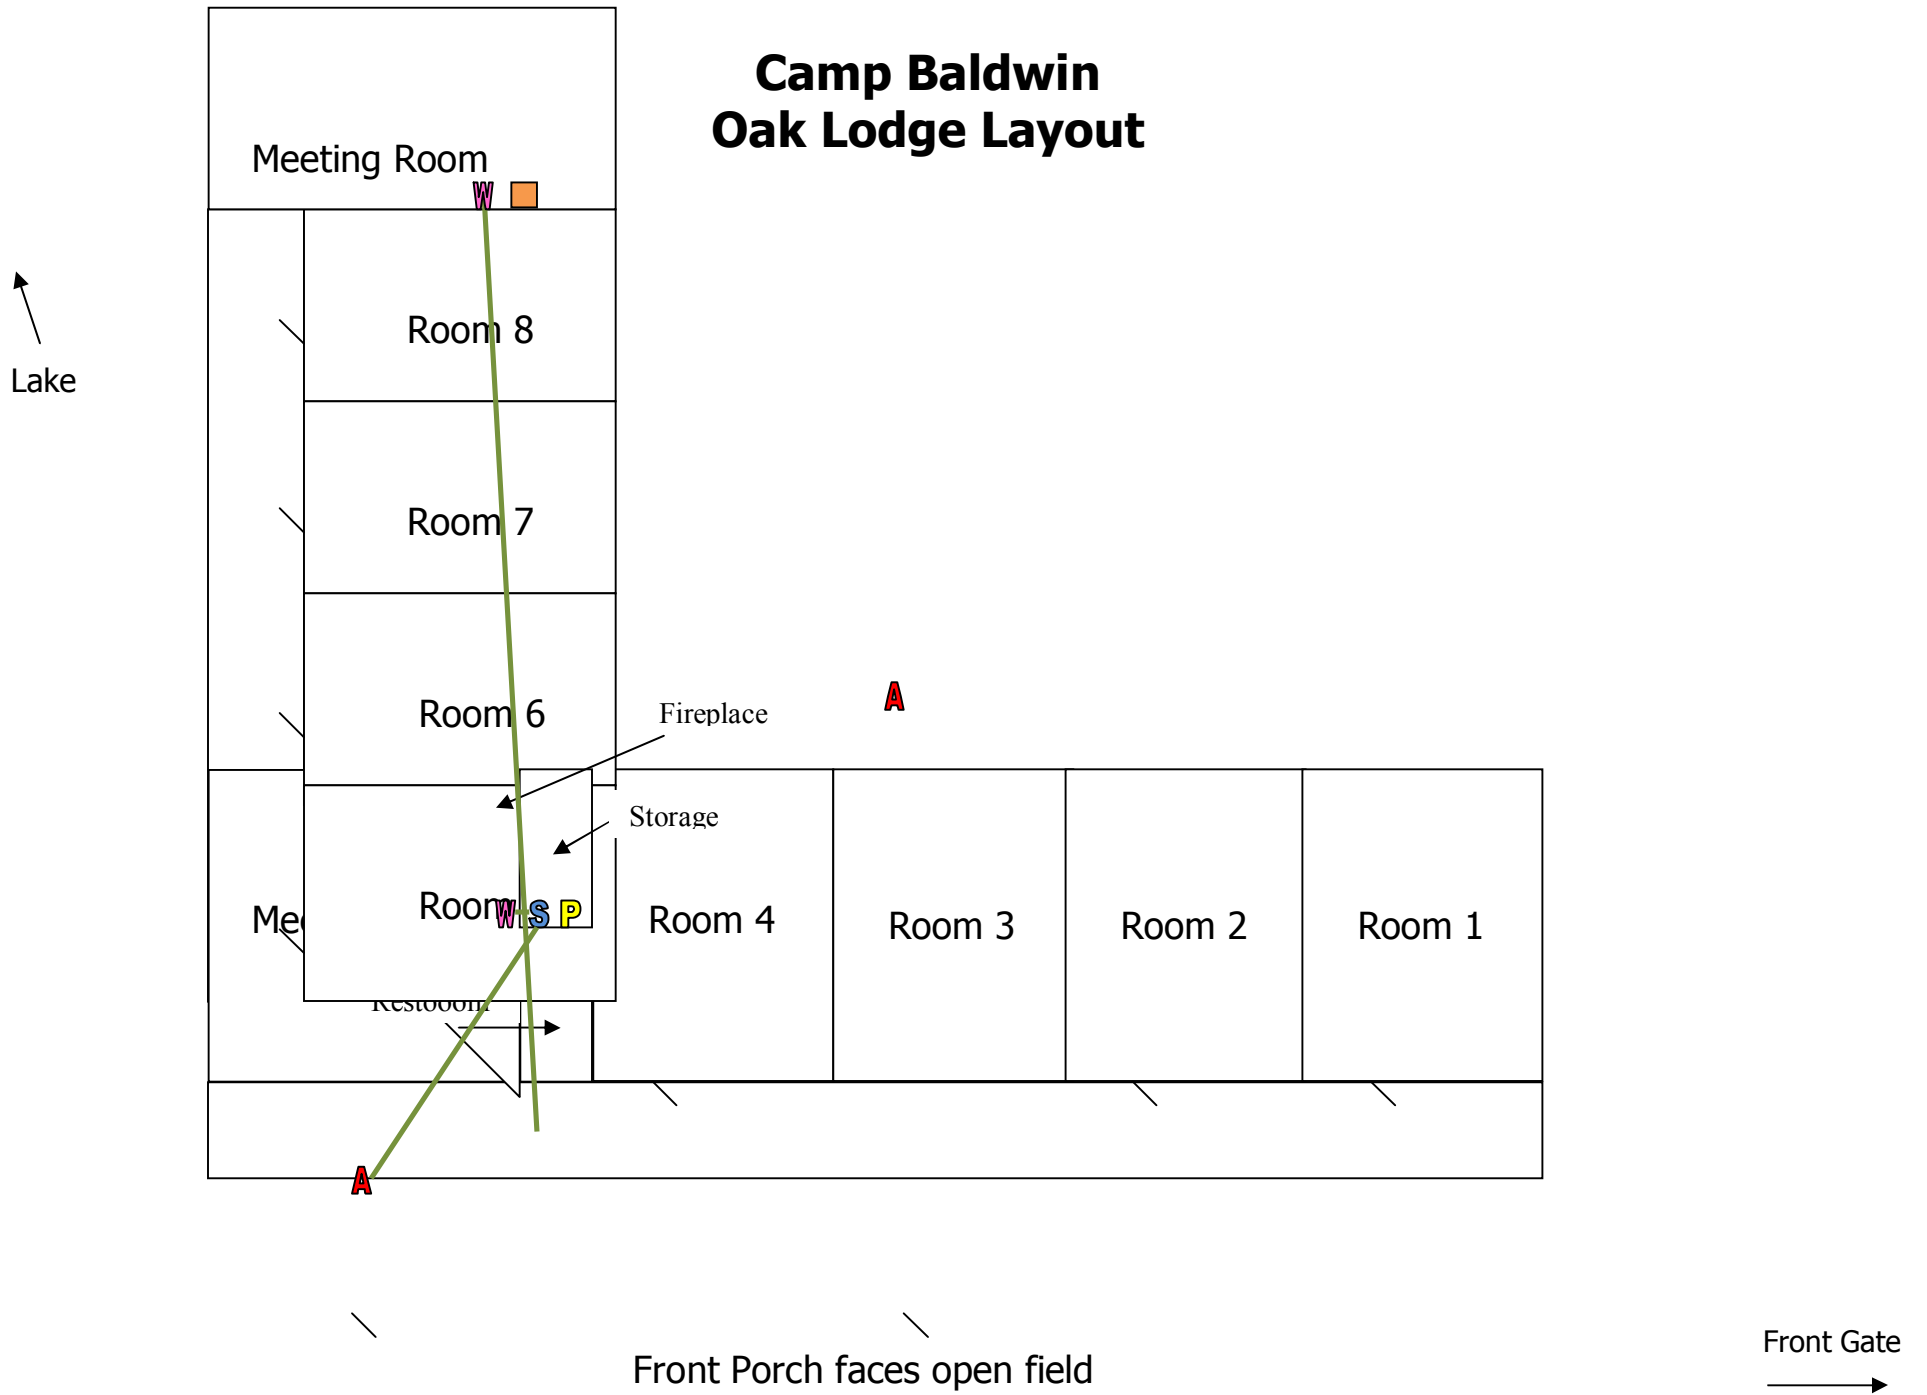 Camp Baldwin
Oak Lodge Layout
Meeting Room
W
Room 8
Lake
Room 7
Room 6
Fireplace
A
Storage
Room
W S P
Room 4
Room 3
Room 2
Room 1
Restooom
A
Front Porch faces open field
Front Gate